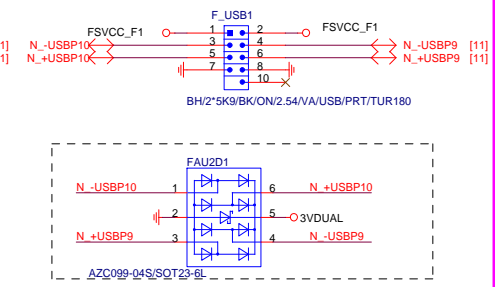 F_USB1
FSVCC_F1 1 2 FSVCC_F1
1] N_-USBP10 3 4 N_-USBP9 [11]
1] N_+USBP10 5 6 N_+USBP9 [11]
7 8
10
BH/2*5K9/BK/ON/2.54/VA/USB/PRT/TUR180
FAU2D1
N_-USBP10 1 6 N_+USBP10
2 5 3VDUAL
N_+USBP9 3 4 N_-USBP9
AZC099-04S/SOT23-6L